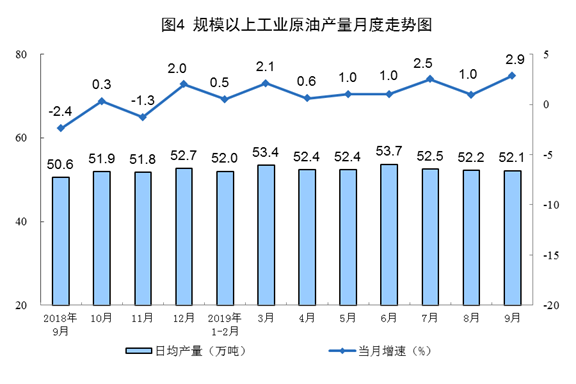 图4 规模以上工业原油产量月度走势图
80
60
40
20
5
0
-5
-10
-15
-20
-2.4
0.3
-1.3
2.0
0.5
2.1
0.6
1.0
1.0
2.5
1.0
2.9
50.6
51.9
51.8
52.7
52.0
53.4
52.4
52.4
53.7
52.5
52.2
52.1
2018年
9月
10月
11月
12月
2019年
1-2月
3月
4月
5月
6月
7月
8月
9月
日均产量（万吨）
当月增速（%）